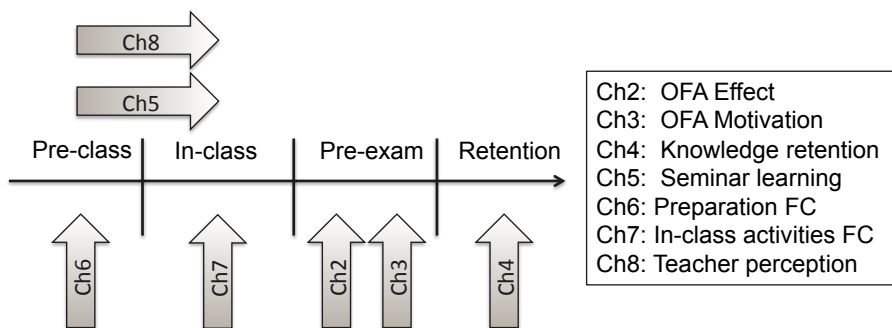 Ch8
Ch5
Pre-class In-class Pre-exam Retention
Ch6 Ch7 Ch2 Ch3 Ch4
Ch2: OFA Effect
Ch3: OFA Motivation
Ch4: Knowledge retention
Ch5: Seminar learning
Ch6: Preparation FC
Ch7: In-class activities FC
Ch8: Teacher perception